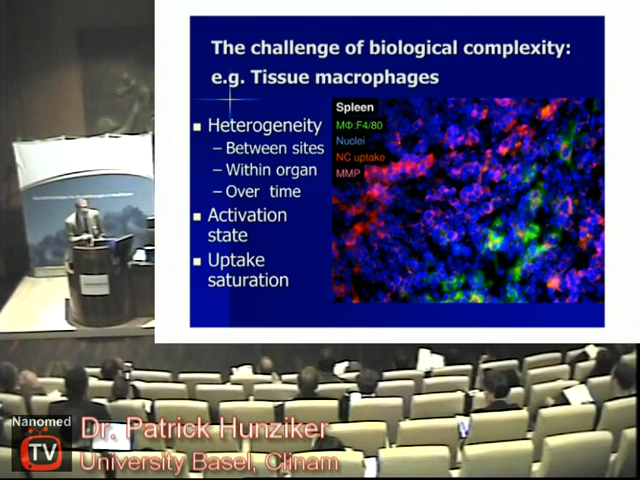 The challenge of biological complexity:
e.g. Tissue macrophages
Heterogeneity
– Between sites
– Within organ
– Over time
Activation
state
Uptake
saturation
Spleen
MΦ:F4/80
Nuclei
NC uptake
MMP
Nanomed
TV
Dr. Patrick Hunziker
University Basel, Clinam